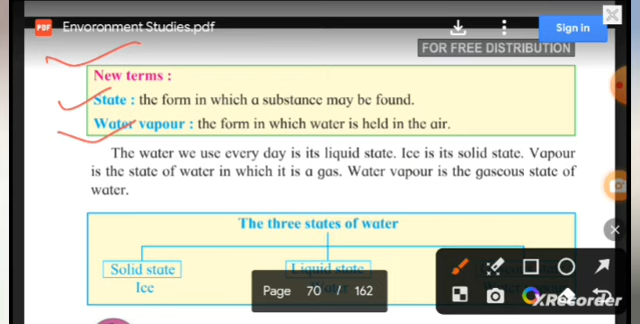 PDF Envoronment Studies.pdf
Sign in
FOR FREE DISTRIBUTION
New terms :
State : the form in which a substance may be found.
Water vapour : the form in which water is held in the air.
The water we use every day is its liquid state. Ice is its solid state. Vapour
is the state of water in which it is a gas. Water vapour is the gaseous state of
water.
The three states of water
Solid state
Liquid state
Ice
Water
Page 70 / 162
XRecorder